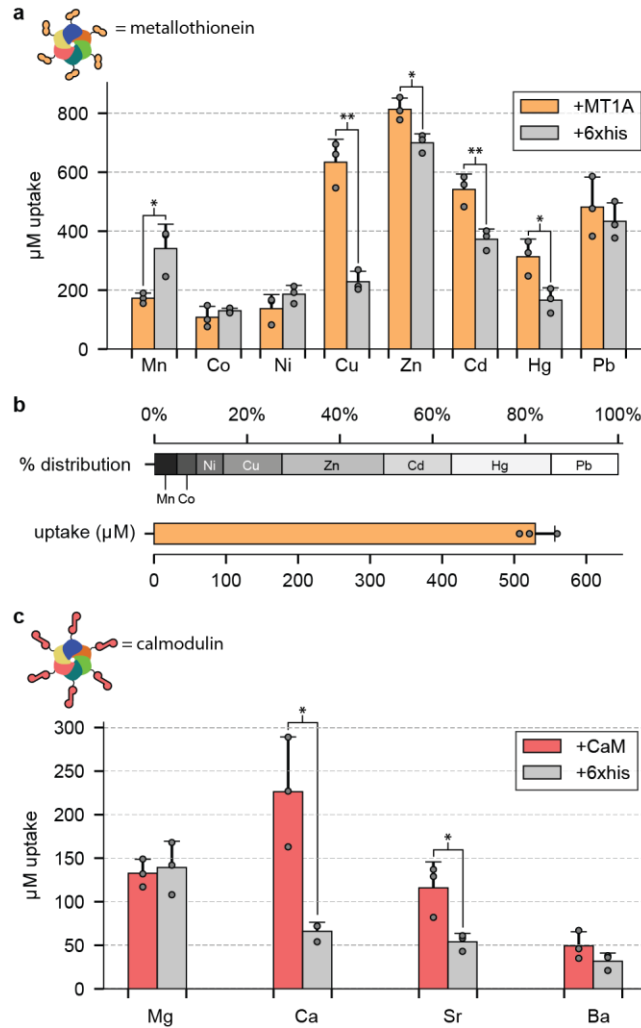 a
= metallothionein
+MT1A
+6xhis
µM uptake
800
600
400
200
0
*
**
*
**
*
Mn Co Ni Cu Zn Cd Hg Pb
b
0% 20% 40% 60% 80% 100%
% distribution
Ni Cu Zn Cd Hg Pb
Mn Co
uptake (µM)
0 100 200 300 400 500 600
c
= calmodulin
+CaM
+6xhis
µM uptake
300
250
200
150
100
50
0
*
*
Mg Ca Sr Ba